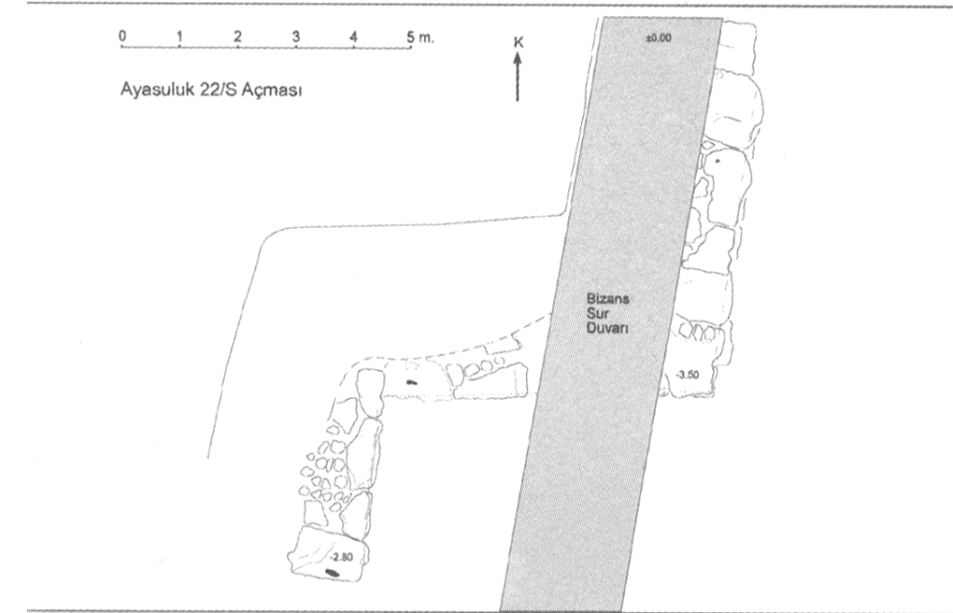 0 1 2 3 4 5 m.
K
±0.00
Ayasuluk 22/S Açması
Bizans
Sur
Duvarı
-3.50
-2.80